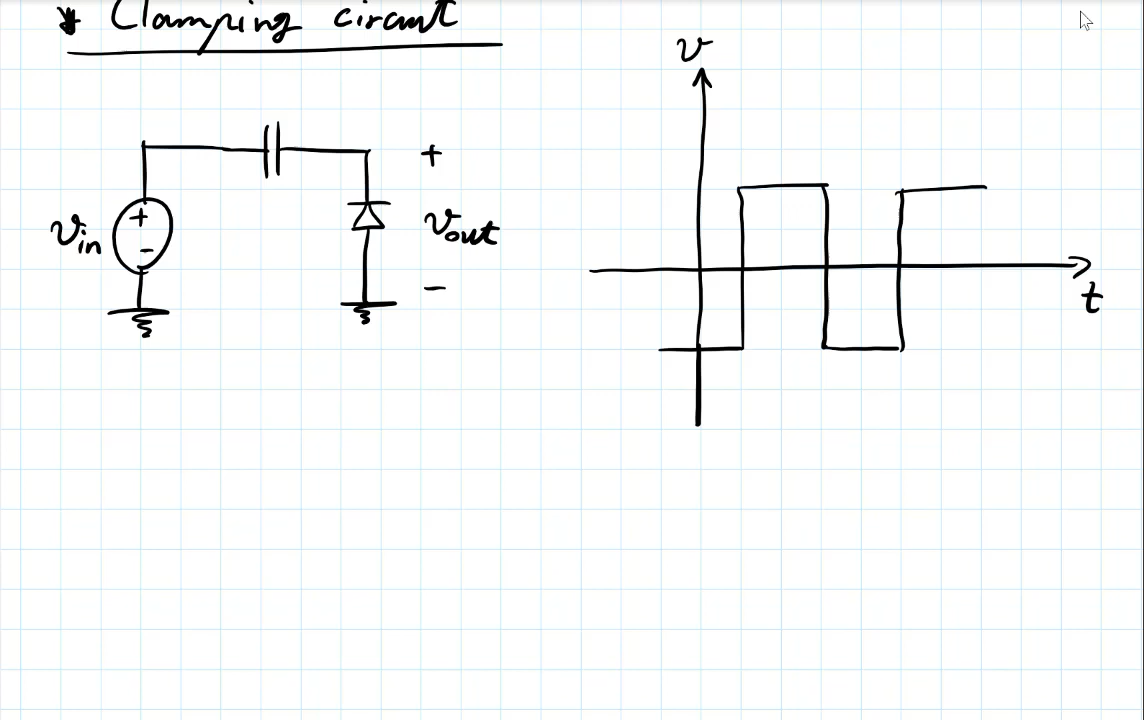 * Clamping circuit
v
+
+
Vin
Vout
-
-
t